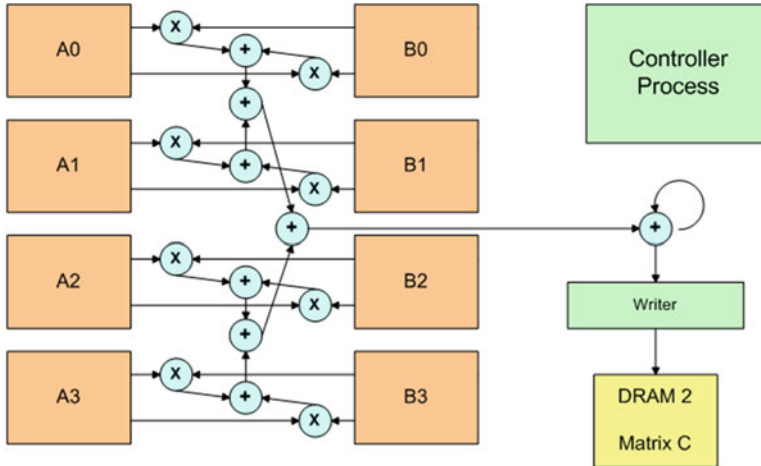 A0
X
+
X
B0
Controller
Process
+
A1
X
+
X
B1
+
+
A2
X
+
X
B2
Writer
+
A3
X
+
X
B3
DRAM 2
Matrix C